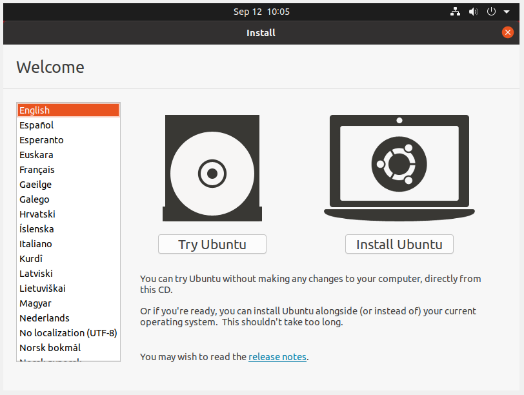 Sep 12 10:05
Install
Welcome
English
Español
Esperanto
Euskara
Français
Gaeilge
Galego
Hrvatski
Íslenska
Italiano
Kurdî
Latviski
Lietuviškai
Magyar
Nederlands
No localization (UTF-8)
Norsk bokmål
Try Ubuntu
Install Ubuntu
You can try Ubuntu without making any changes to your computer, directly from
this CD.
Or if you're ready, you can install Ubuntu alongside (or instead of) your current
operating system. This shouldn't take too long.
You may wish to read the release notes.